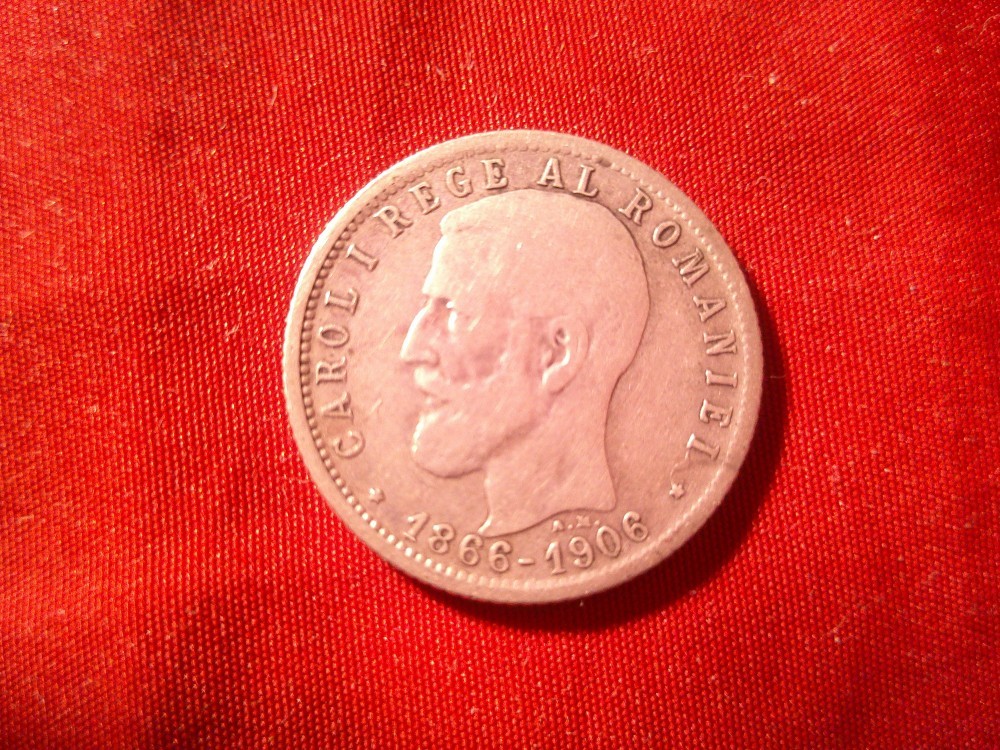 CAROL I REGE AL ROMANIEI
* 1866-1906 *
A.M.